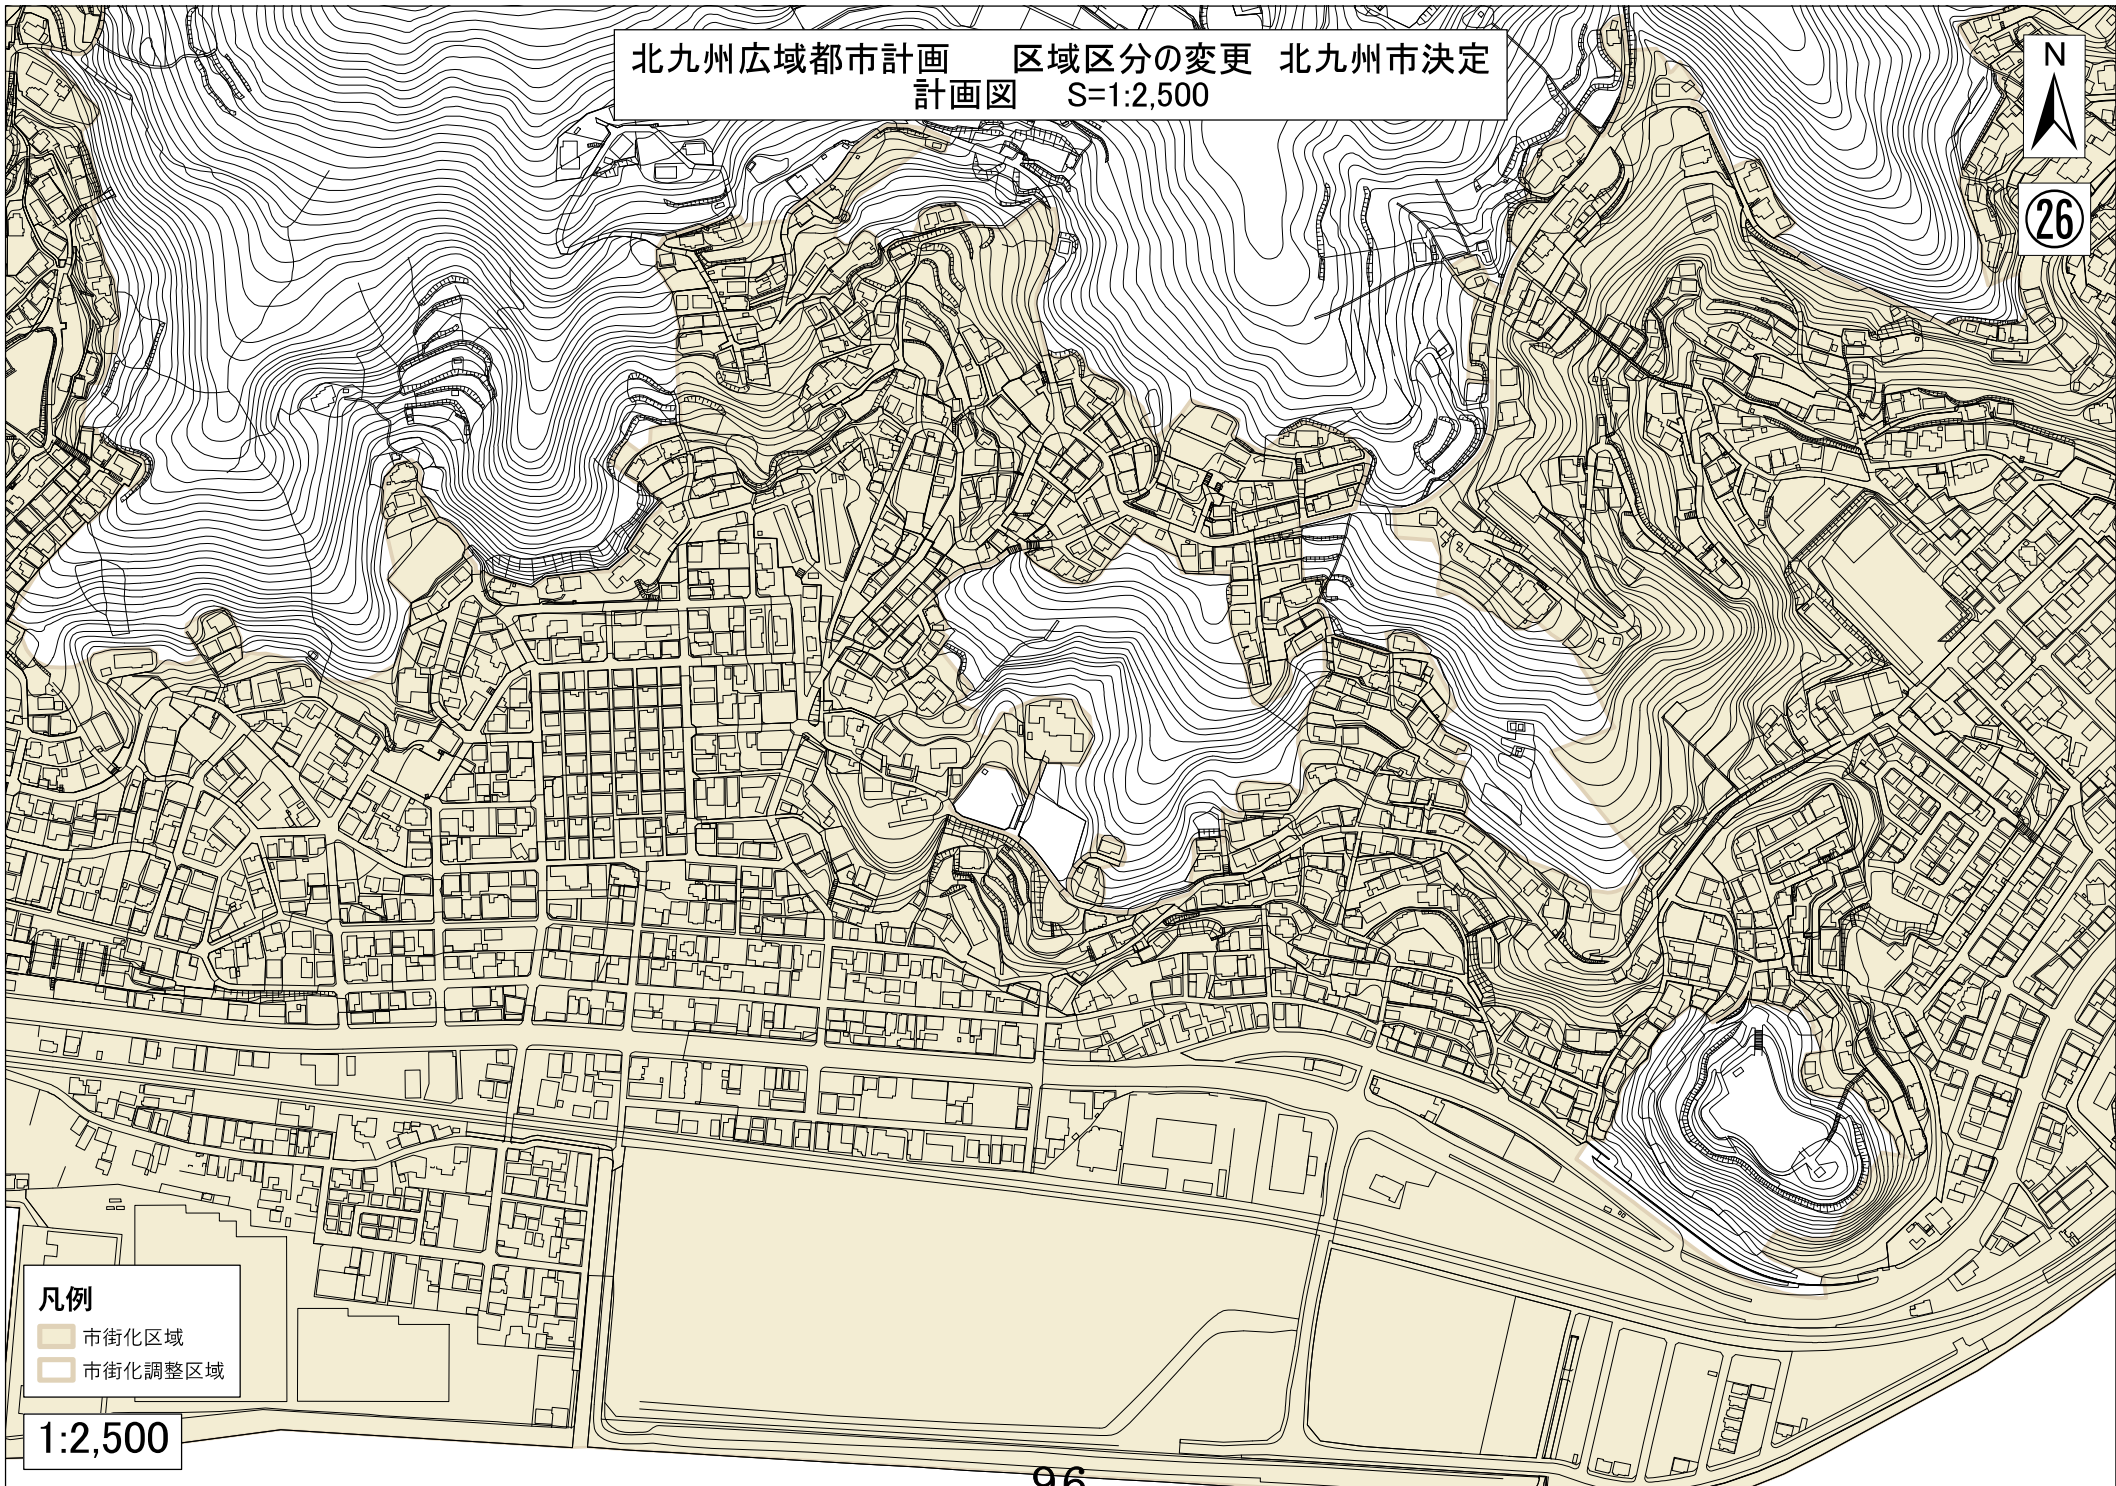 北九州広域都市計画　　区域区分の変更　北九州市決定
計画図　S=1:2,500
N
㉖
凡例
市街化区域
市街化調整区域
1:2,500
96